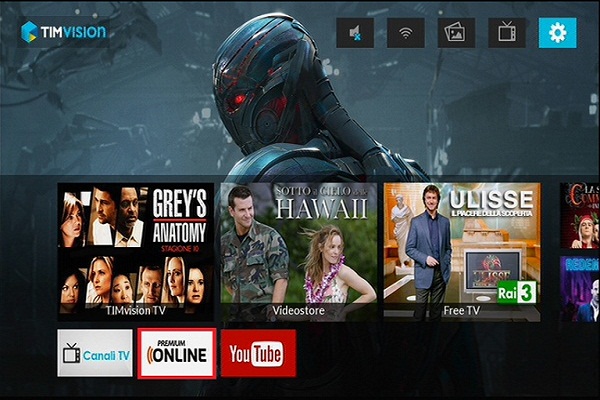 TIMVISION
GREY'S
ANATOMY
STAGIONE 10
TIMvision TV
SOTTO IL CIELO DELLE
HAWAII
Videostore
ULISSE
IL PIACERE DELLA SCOPERTA
ULISSE
Rai 3
Free TV
Canali TV
PREMIUM
ONLINE
YouTube